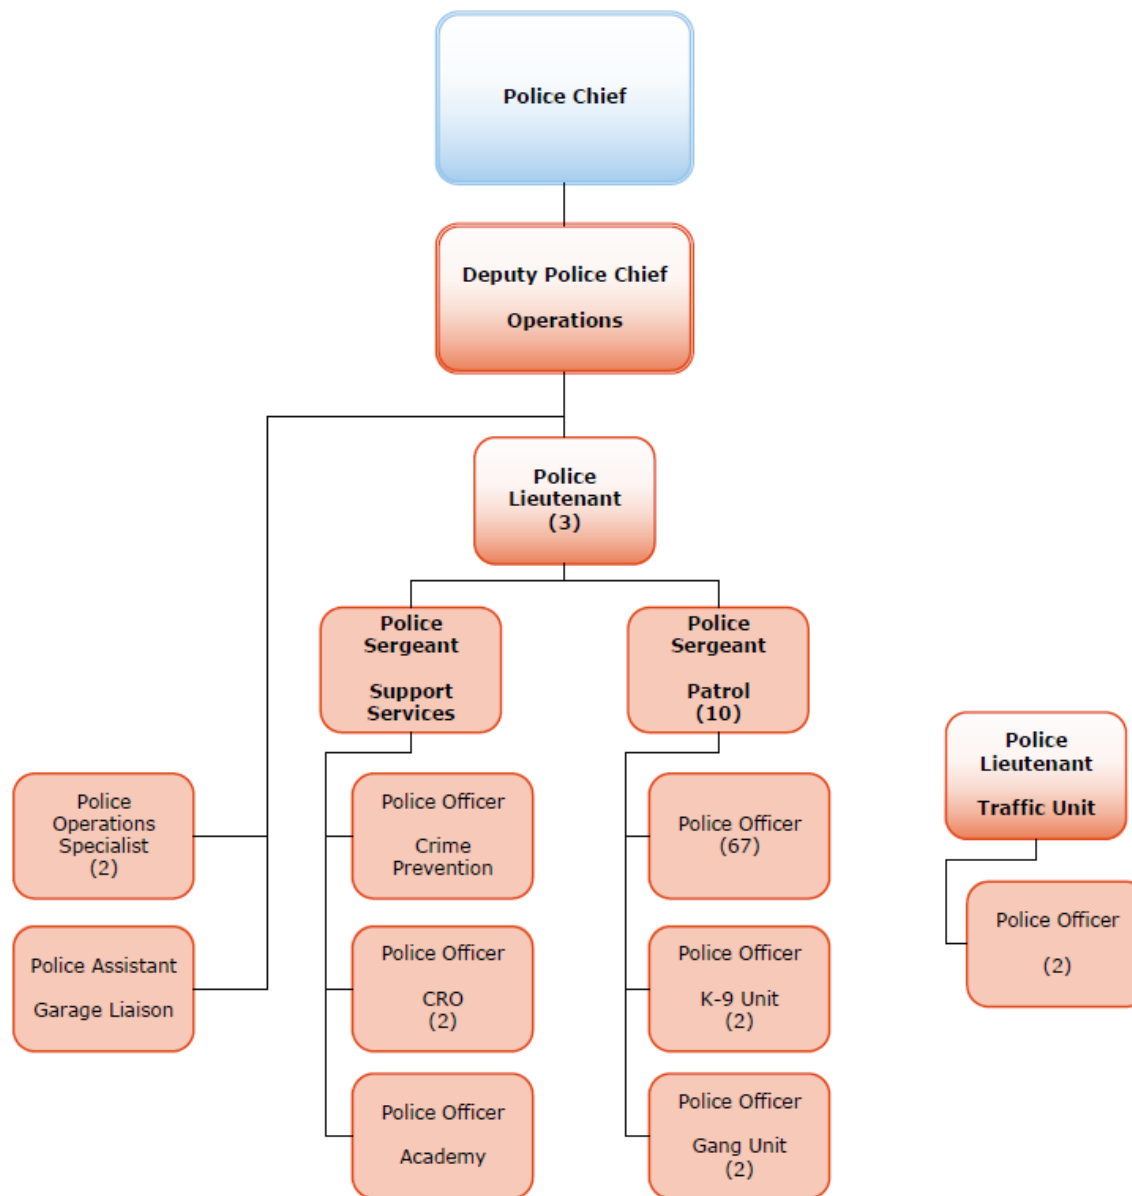 Police Chief
Deputy Police Chief
Operations
Police
Lieutenant
(3)
Police
Sergeant
Support
Services
Police
Sergeant
Patrol
(10)
Police
Lieutenant
Traffic Unit
Police
Operations
Specialist
(2)
Police Officer
Crime
Prevention
Police Officer
(67)
Police Officer
(2)
Police Assistant
Garage Liaison
Police Officer
CRO
(2)
Police Officer
K-9 Unit
(2)
Police Officer
Academy
Police Officer
Gang Unit
(2)